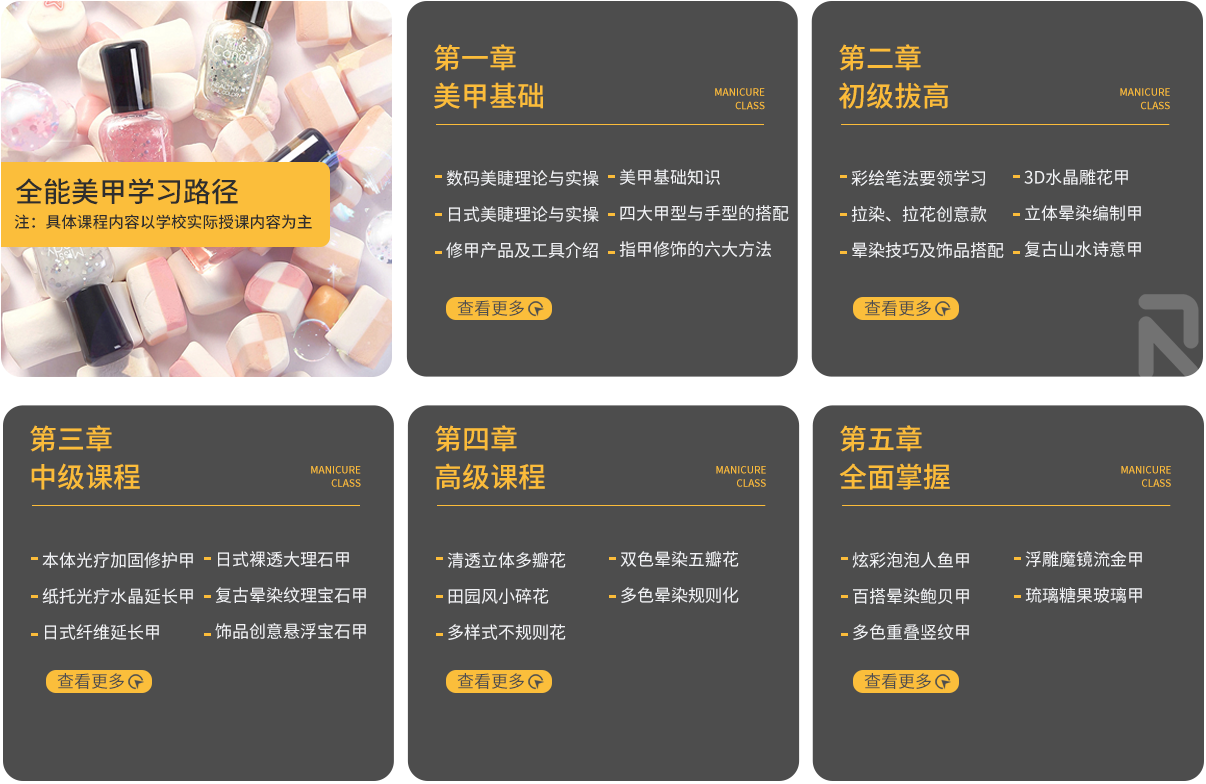 全能美甲学习路径
注：具体课程内容以学校实际授课内容为主
第一章
美甲基础
MANICURE
CLASS
数码美睫理论与实操
美甲基础知识
日式美睫理论与实操
四大甲型与手型的搭配
修甲产品及工具介绍
指甲修饰的六大方法
查看更多
第二章
初级拔高
MANICURE
CLASS
彩绘笔法要领学习
3D水晶雕花甲
拉染、拉花创意款
立体晕染编制甲
晕染技巧及饰品搭配
复古山水诗意甲
查看更多
第三章
中级课程
MANICURE
CLASS
本体光疗加固修护甲
日式裸透大理石甲
纸托光疗水晶延长甲
复古晕染纹理宝石甲
日式纤维延长甲
饰品创意悬浮宝石甲
查看更多
第四章
高级课程
MANICURE
CLASS
清透立体多瓣花
双色晕染五瓣花
田园风小碎花
多色晕染规则化
多样式不规则花
查看更多
第五章
全面掌握
MANICURE
CLASS
炫彩泡泡人鱼甲
浮雕魔镜流金甲
百搭晕染鲍贝甲
琉璃糖果玻璃甲
多色重叠竖纹甲
查看更多